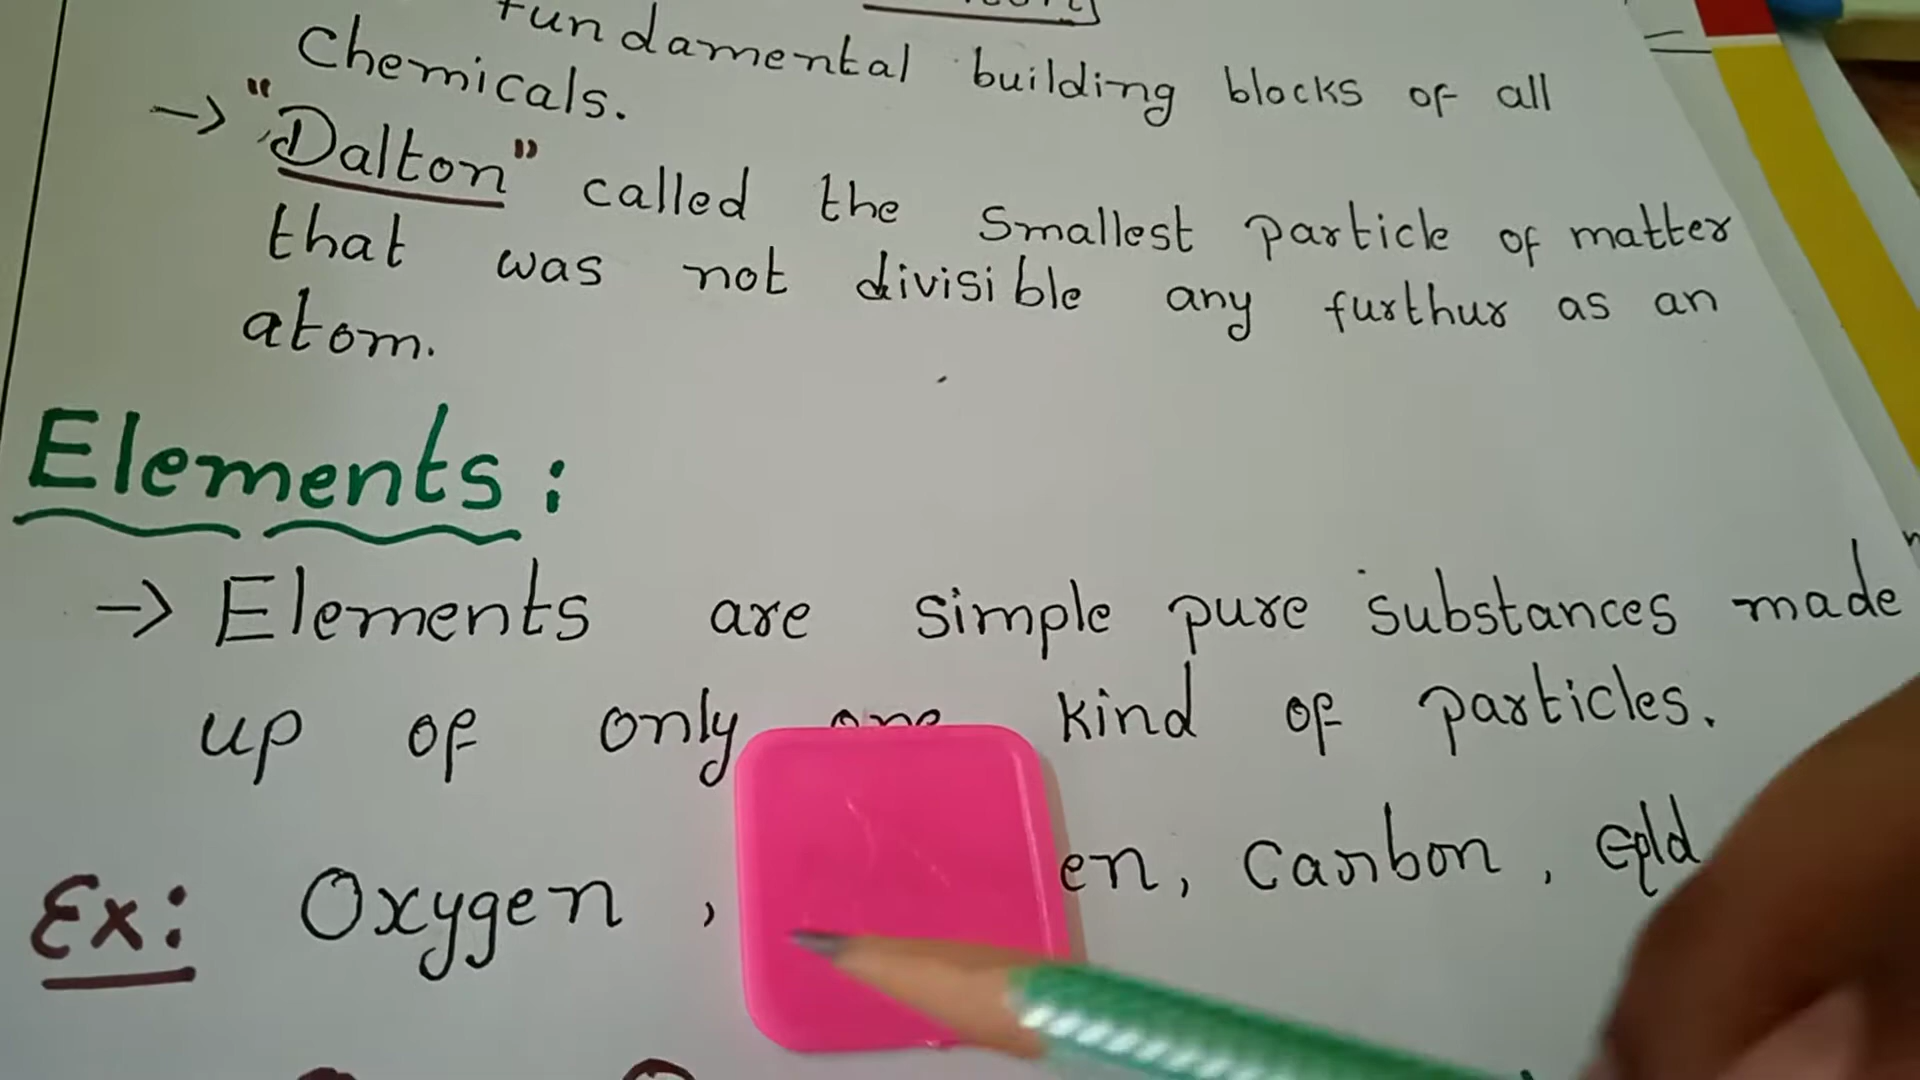 Fundamental building blocks of all
chemicals.
→ "Dalton" called the smallest particle of matter
that was not divisible any furthur as an
atom.
Elements:
→ Elements are simple pure substances made
up of only one kind of particles.
Ex: Oxygen, en, Carbon, Gold